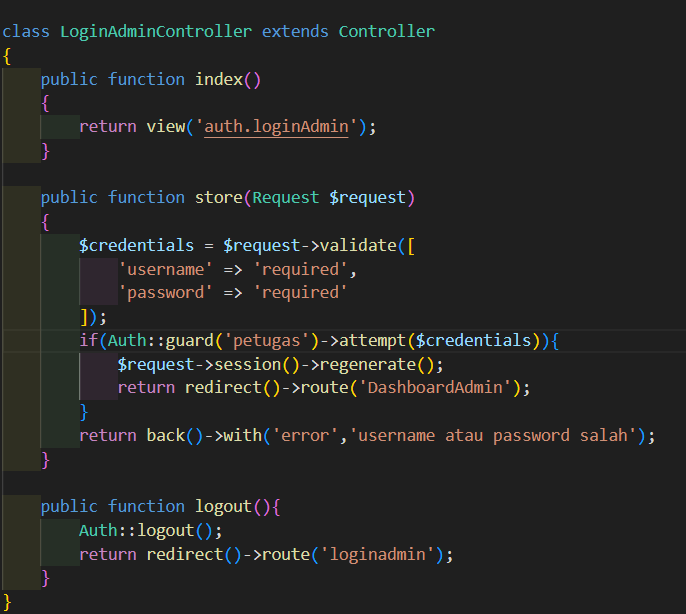 class LoginAdminController extends Controller
{
    public function index()
    {
        return view('auth.loginAdmin');
    }

    public function store(Request $request)
    {
        $credentials = $request->validate([
            'username' => 'required',
            'password' => 'required'
        ]);
        if(Auth::guard('petugas')->attempt($credentials)){
            $request->session()->regenerate();
            return redirect()->route('DashboardAdmin');
        }
        return back()->with('error','username atau password salah');
    }

    public function logout(){
        Auth::logout();
        return redirect()->route('loginadmin');
    }
}